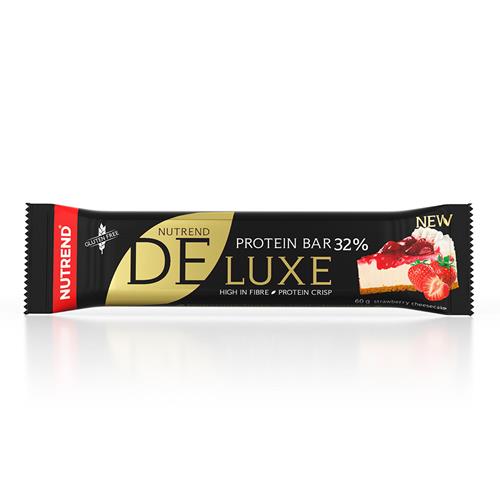 NUTREND
GLUTEN FREE
NUTREND
DE LUXE
PROTEIN BAR 32%
HIGH IN FIBRE PROTEIN CRISP
NEW
60 g strawberry cheesecake